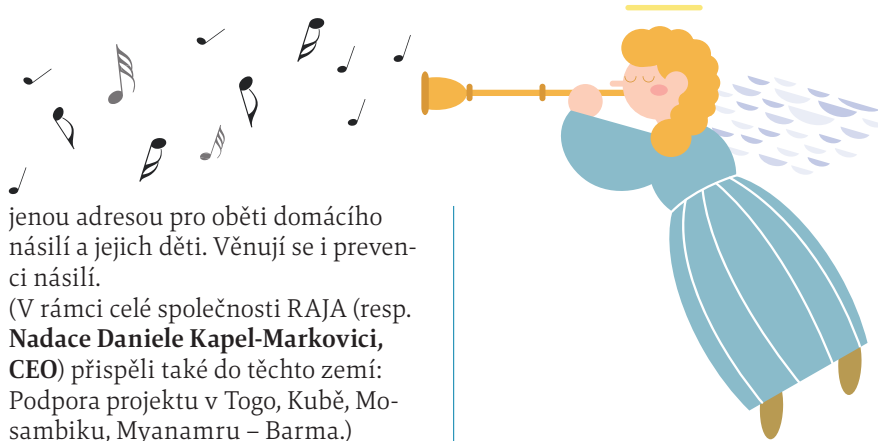 jenou adresou pro oběti domácího
násilí a jejich děti. Věnují se i preven-
ci násilí.
(V rámci celé společnosti RAJA (resp.
Nadace Daniele Kapel-Markovici,
CEO) přispěli také do těchto zemí:
Podpora projektu v Togo, Kubě, Mo-
sambiku, Myanamru – Barma.)